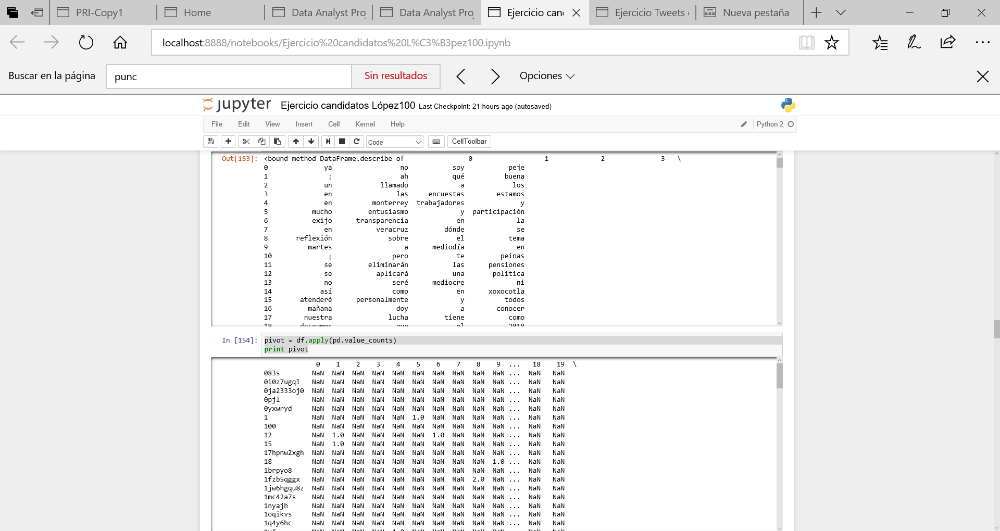 PRI-Copy1
Home
Data Analyst Pro
Data Analyst Pro
Ejercicio can
Ejercicio Tweets
Nueva pestaña
localhost:8888/notebooks/Ejercicio%20candidatos%20L%C3%B3pez100.ipynb
Buscar en la página
punc
Sin resultados
Opciones
jupyter Ejercicio candidatos López100 Last Checkpoint: 21 hours ago (autosaved)
File Edit View Insert Cell Kernel Help
Python 2
Code
CellToolbar
Out[153]: <bound method DataFrame.describe of 0 1 2 3 \
0 ya no soy peje
1 ¡ ah qué buena
2 un llamado a los
3 en las encuestas estamos
4 en monterrey trabajadores y
5 mucho entusiasmo y participación
6 exijo transparencia en la
7 en veracruz dónde se
8 reflexión sobre el tema
9 martes a mediodía en
10 ¡ pero te peinas
11 se eliminarán las pensiones
12 se aplicará una política
13 no seré mediocre ni
14 así como en xoxocotla
15 atenderé personalmente y todos
16 mañana doy a conocer
17 nuestra lucha tiene como
18 deseamos que el 2018
In [154]: pivot = df.apply(pd.value_counts)
print pivot
0 1 2 3 4 5 6 7 8 9 ... 18 19 \
083s NaN NaN NaN NaN NaN NaN NaN NaN NaN NaN ... NaN NaN
0i0z7ugql NaN NaN NaN NaN NaN NaN NaN NaN NaN NaN ... NaN NaN
0ja2333oj0 NaN NaN NaN NaN NaN NaN NaN NaN NaN NaN ... NaN NaN
0pjl NaN NaN NaN NaN NaN NaN NaN NaN NaN NaN ... NaN NaN
0yxwryd NaN NaN NaN NaN NaN NaN NaN NaN NaN NaN ... NaN NaN
1 NaN NaN NaN NaN NaN 1.0 NaN NaN NaN NaN ... NaN NaN
100 NaN NaN NaN NaN NaN NaN NaN NaN NaN NaN ... NaN NaN
12 NaN 1.0 NaN NaN NaN NaN 1.0 NaN NaN NaN ... NaN NaN
15 NaN 1.0 NaN NaN NaN NaN NaN NaN NaN NaN ... NaN NaN
17hpnw2xgh NaN NaN NaN NaN NaN NaN NaN NaN NaN NaN ... NaN NaN
18 NaN NaN NaN NaN NaN NaN NaN NaN NaN 1.0 ... NaN NaN
1brpyo8 NaN NaN NaN NaN NaN NaN NaN NaN NaN NaN ... NaN NaN
1fzb5qggx NaN NaN NaN NaN NaN NaN NaN NaN 2.0 NaN ... NaN NaN
1jw6hgqu8z NaN NaN NaN NaN NaN NaN NaN NaN NaN NaN ... NaN NaN
1mc42a7s NaN NaN NaN NaN NaN NaN NaN NaN NaN NaN ... NaN NaN
1nyajh NaN NaN NaN NaN NaN NaN NaN NaN NaN NaN ... NaN NaN
1oqikvs NaN NaN NaN NaN NaN NaN NaN NaN NaN NaN ... NaN NaN
1q4y6hc NaN NaN NaN NaN NaN NaN NaN NaN NaN NaN ... NaN NaN
NaN NaN NaN NaN 1.0 NaN NaN NaN NaN NaN ... NaN NaN